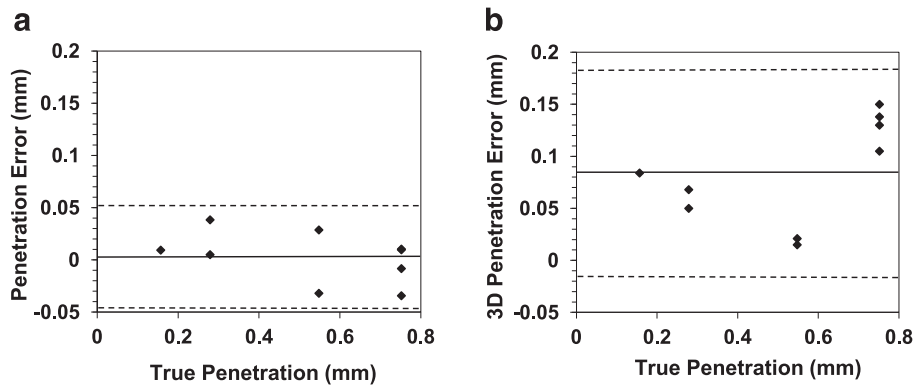 a
Penetration Error (mm)
0.2
0.15
0.1
0.05
0
-0.05
0 0.2 0.4 0.6 0.8
True Penetration (mm)
b
3D Penetration Error (mm)
0.2
0.15
0.1
0.05
0
-0.05
0 0.2 0.4 0.6 0.8
True Penetration (mm)